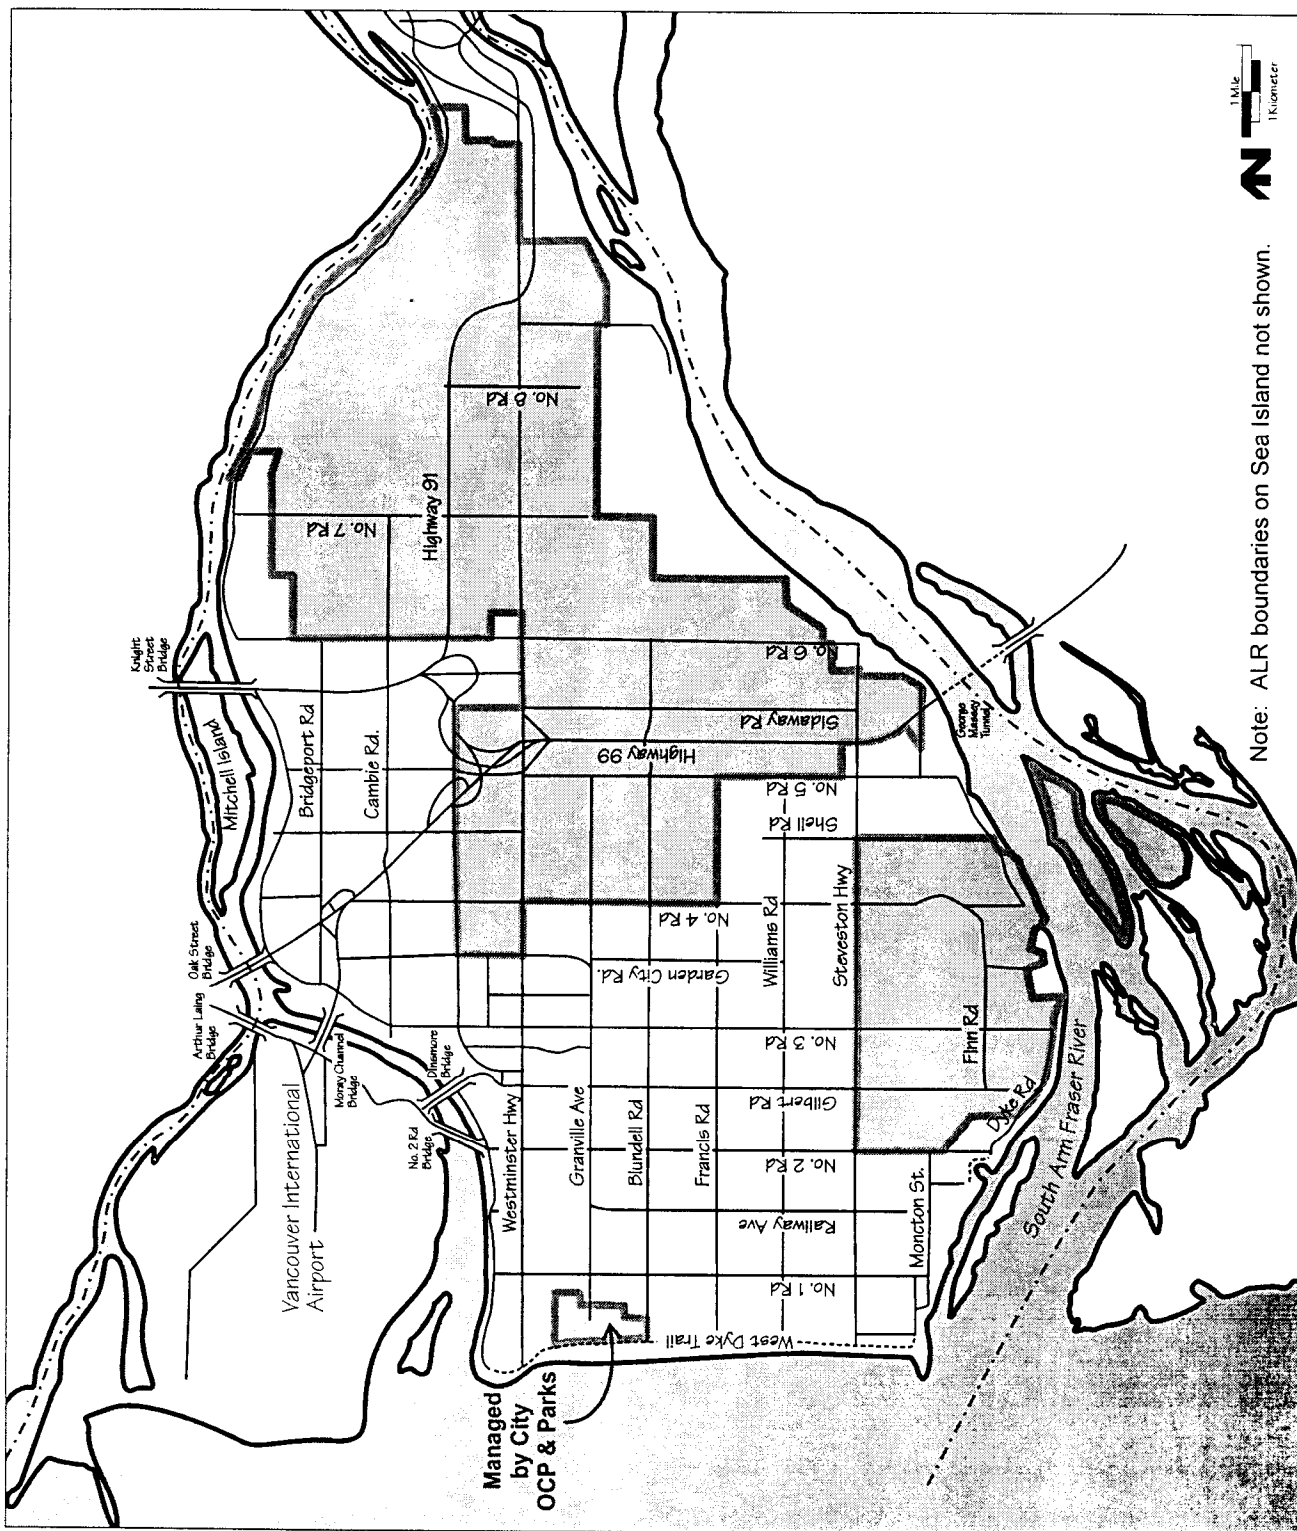 Knight
Street
Bridge
Mitchell Island
Oak Street
Bridge
Arthur Laing
Bridge
Bridgeport Rd
Cambie Rd.
No. 7 Rd
Highway 91
No. 8 Rd
Vancouver International
Airport
Moray Channel
Bridge
Dinsmore
Bridge
No. 2 Rd
Bridge
Westminster Hwy
Granville Ave
Blundell Rd
Francis Rd
Williams Rd
Steveston Hwy
Finn Rd
Moncton St.
Dyke Rd
No. 6 Rd
Sidaway Rd
Highway 99
No. 5 Rd
Shell Rd
No. 4 Rd
Garden City Rd.
No. 3 Rd
Gilbert Rd
No. 2 Rd
Railway Ave
No. 1 Rd
West Dyke Trail
George
Massey
Tunnel
South Arm Fraser River
Managed
by City
OCP & Parks
Note: ALR boundaries on Sea Island not shown.
N
1 Mile
1 Kilometer